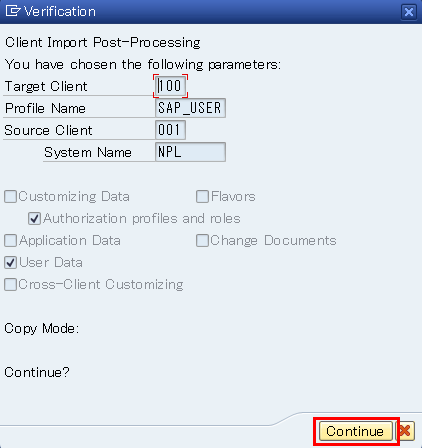 Verification
Client Import Post-Processing
You have chosen the following parameters:
Target Client 100
Profile Name SAP_USER
Source Client 001
System Name NPL
Customizing Data Flavors
Authorization profiles and roles
Application Data Change Documents
User Data
Cross-Client Customizing
Copy Mode:
Continue?
Continue